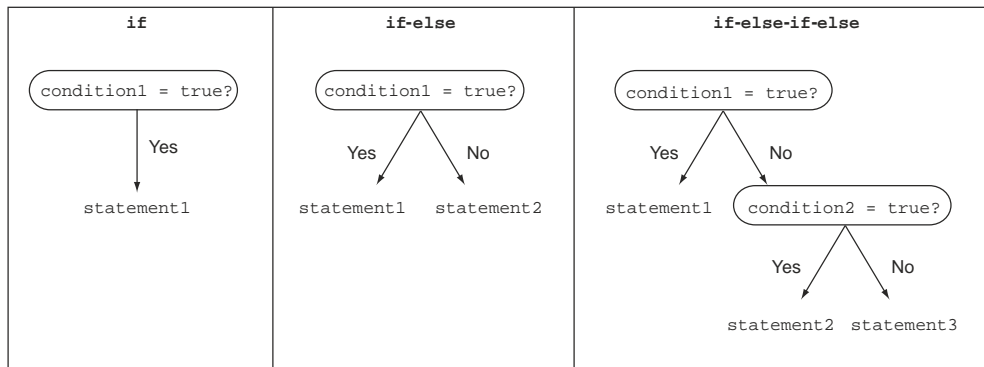 if
condition1 = true?
Yes
statement1
if-else
condition1 = true?
Yes
No
statement1
statement2
if-else-if-else
condition1 = true?
Yes
No
statement1
condition2 = true?
Yes
No
statement2
statement3